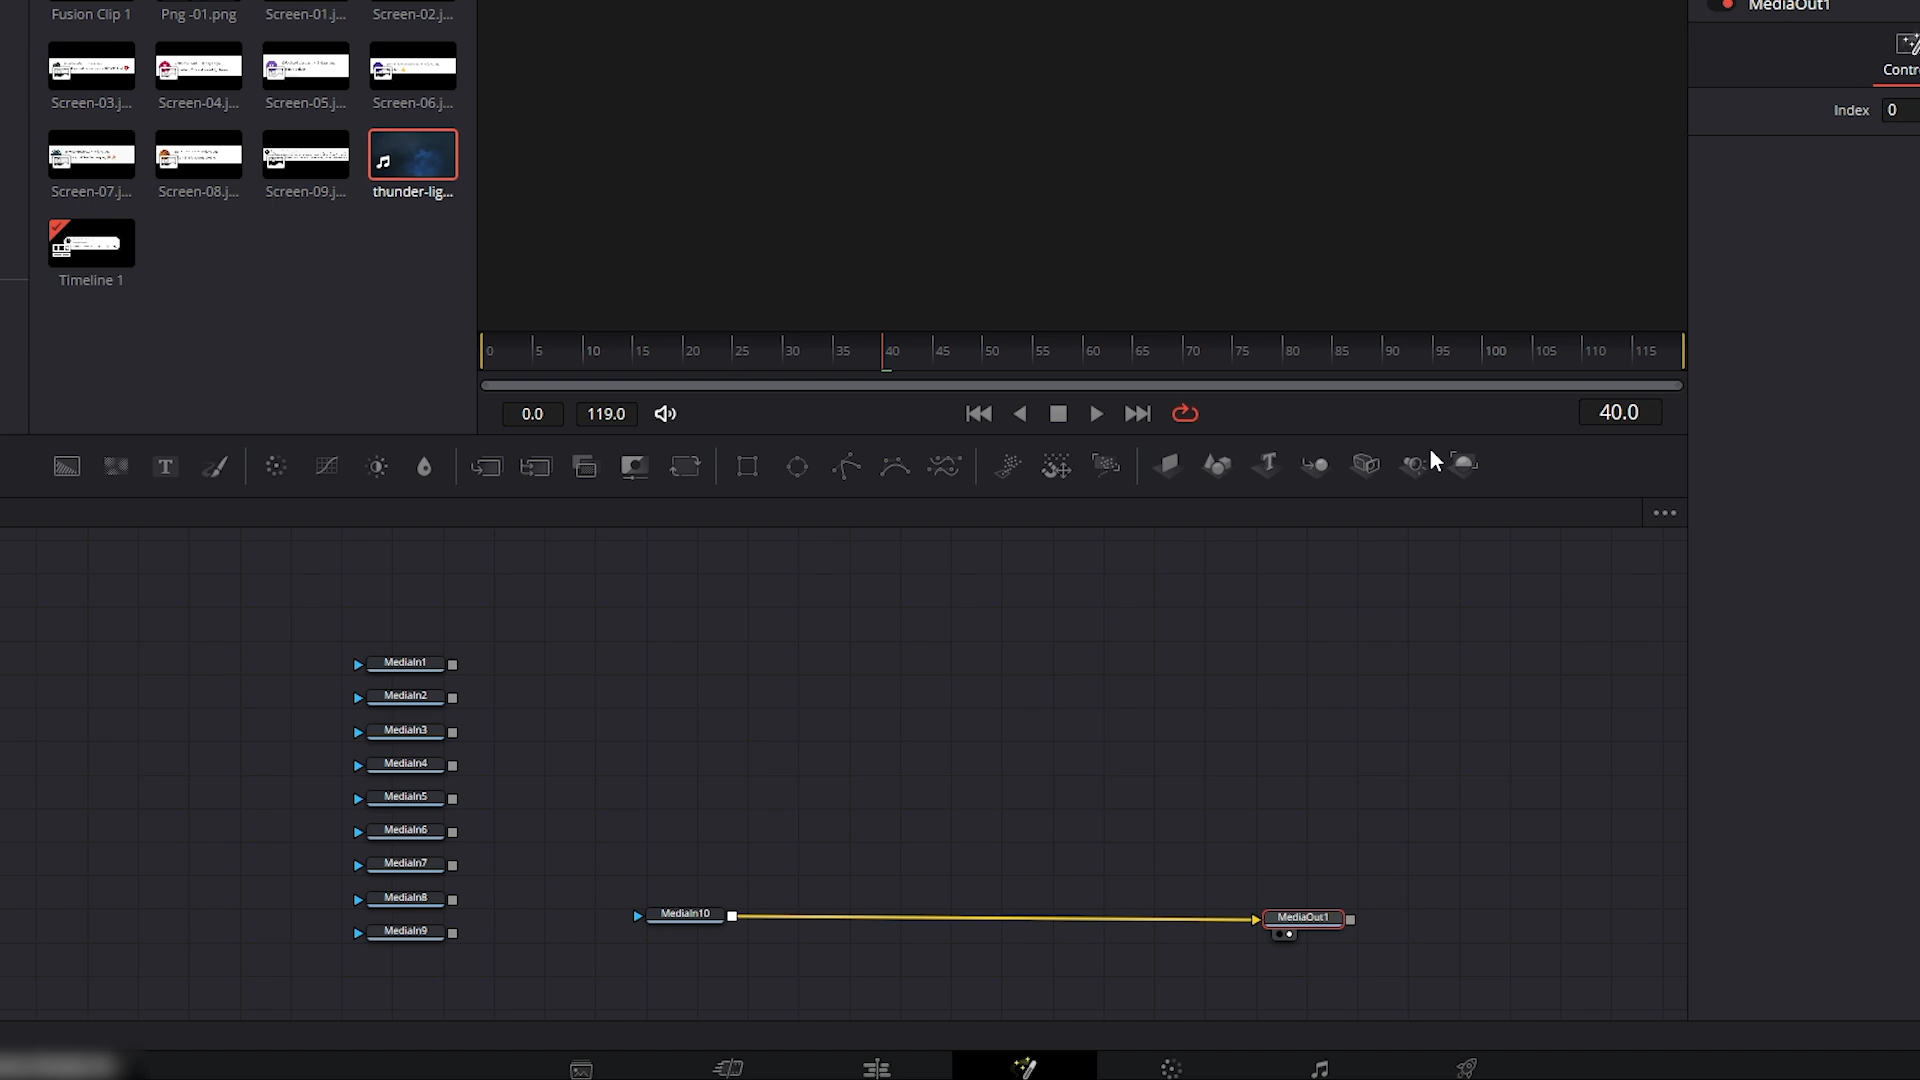 MediaOut1
Fusion Clip 1
Png -01.png
Screen-01.j...
Screen-02.j...
Contr
Index 0
Screen-03.j...
Screen-04.j...
Screen-05.j...
Screen-06.j...
Screen-07.j...
Screen-08.j...
Screen-09.j...
thunder-lig...
Timeline 1
0 5 10 15 20 25 30 35 40 45 50 55 60 65 70 75 80 85 90 95 100 105 110 115
0.0 119.0 40.0
T T
MediaIn1
MediaIn2
MediaIn3
MediaIn4
MediaIn5
MediaIn6
MediaIn7
MediaIn8
MediaIn9
MediaIn10
MediaOut1